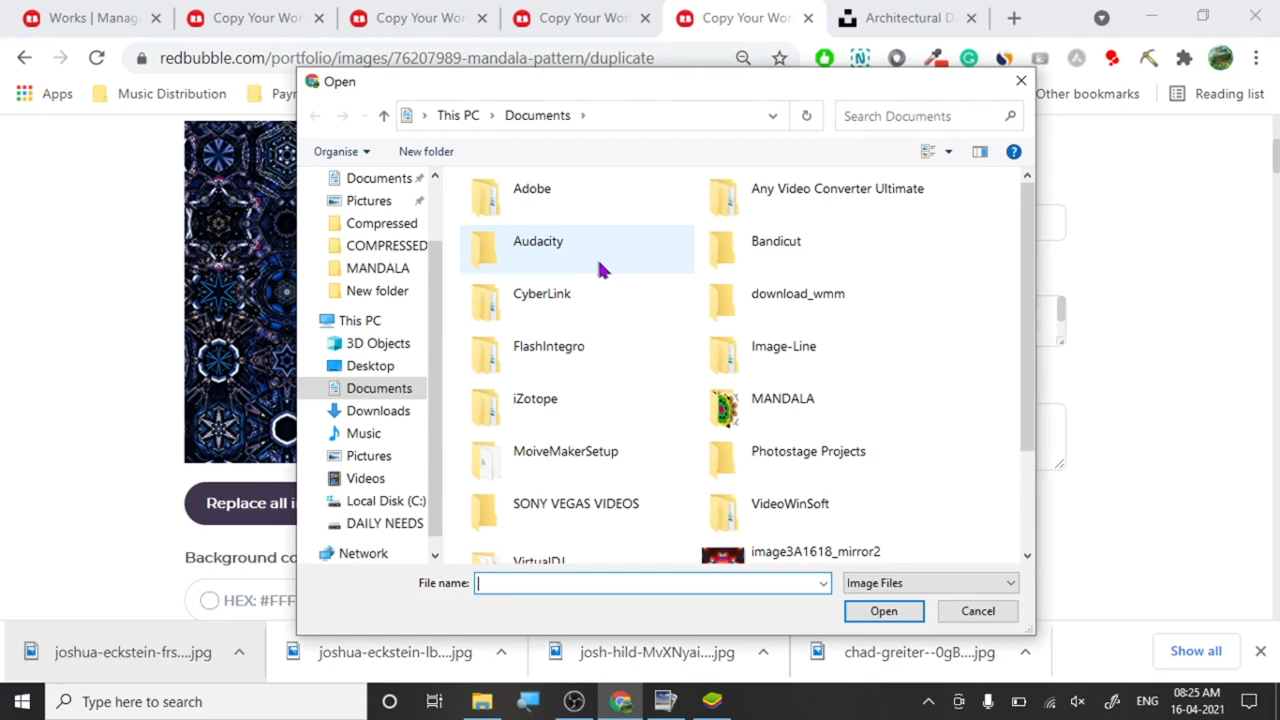 Works | Manag
Copy Your Wor
Copy Your Wor
Copy Your Wor
Copy Your Wor
Architectural D
redbubble.com/portfolio/images/76207989-mandala-pattern/duplicate
Apps
Music Distribution
Payn
Other bookmarks
Reading list
Open
This PC
Documents
Search Documents
Organise
New folder
Documents
Pictures
Compressed
COMPRESSED
MANDALA
New folder
This PC
3D Objects
Desktop
Documents
Downloads
Music
Pictures
Videos
Local Disk (C:)
DAILY NEEDS
Network
Adobe
Any Video Converter Ultimate
Audacity
Bandicut
CyberLink
download_wmm
FlashIntegro
Image-Line
iZotope
MANDALA
MoiveMakerSetup
Photostage Projects
SONY VEGAS VIDEOS
VideoWinSoft
VirtualDJ
image3A1618_mirror2
File name:
Image Files
Open
Cancel
Replace all i
Background co
HEX: #FFF
joshua-eckstein-frs....jpg
joshua-eckstein-lb....jpg
josh-hild-MvXNyai....jpg
chad-greiter--0gB....jpg
Show all
Type here to search
ENG
08:25 AM
16-04-2021